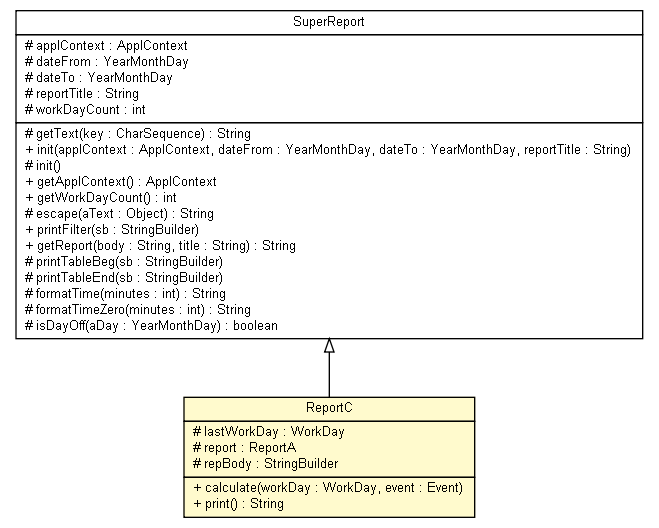 SuperReport
# applContext : ApplContext
# dateFrom : YearMonthDay
# dateTo : YearMonthDay
# reportTitle : String
# workDayCount : int
# getText(key : CharSequence) : String
+ init(applContext : ApplContext, dateFrom : YearMonthDay, dateTo : YearMonthDay, reportTitle : String)
# init()
+ getApplContext() : ApplContext
+ getWorkDayCount() : int
# escape(aText : Object) : String
+ printFilter(sb : StringBuilder)
+ getReport(body : String, title : String) : String
# printTableBeg(sb : StringBuilder)
# printTableEnd(sb : StringBuilder)
# formatTime(minutes : int) : String
# formatTimeZero(minutes : int) : String
# isDayOff(aDay : YearMonthDay) : boolean
ReportC
# lastWorkDay : WorkDay
# report : ReportA
# repBody : StringBuilder
+ calculate(workDay : WorkDay, event : Event)
+ print() : String